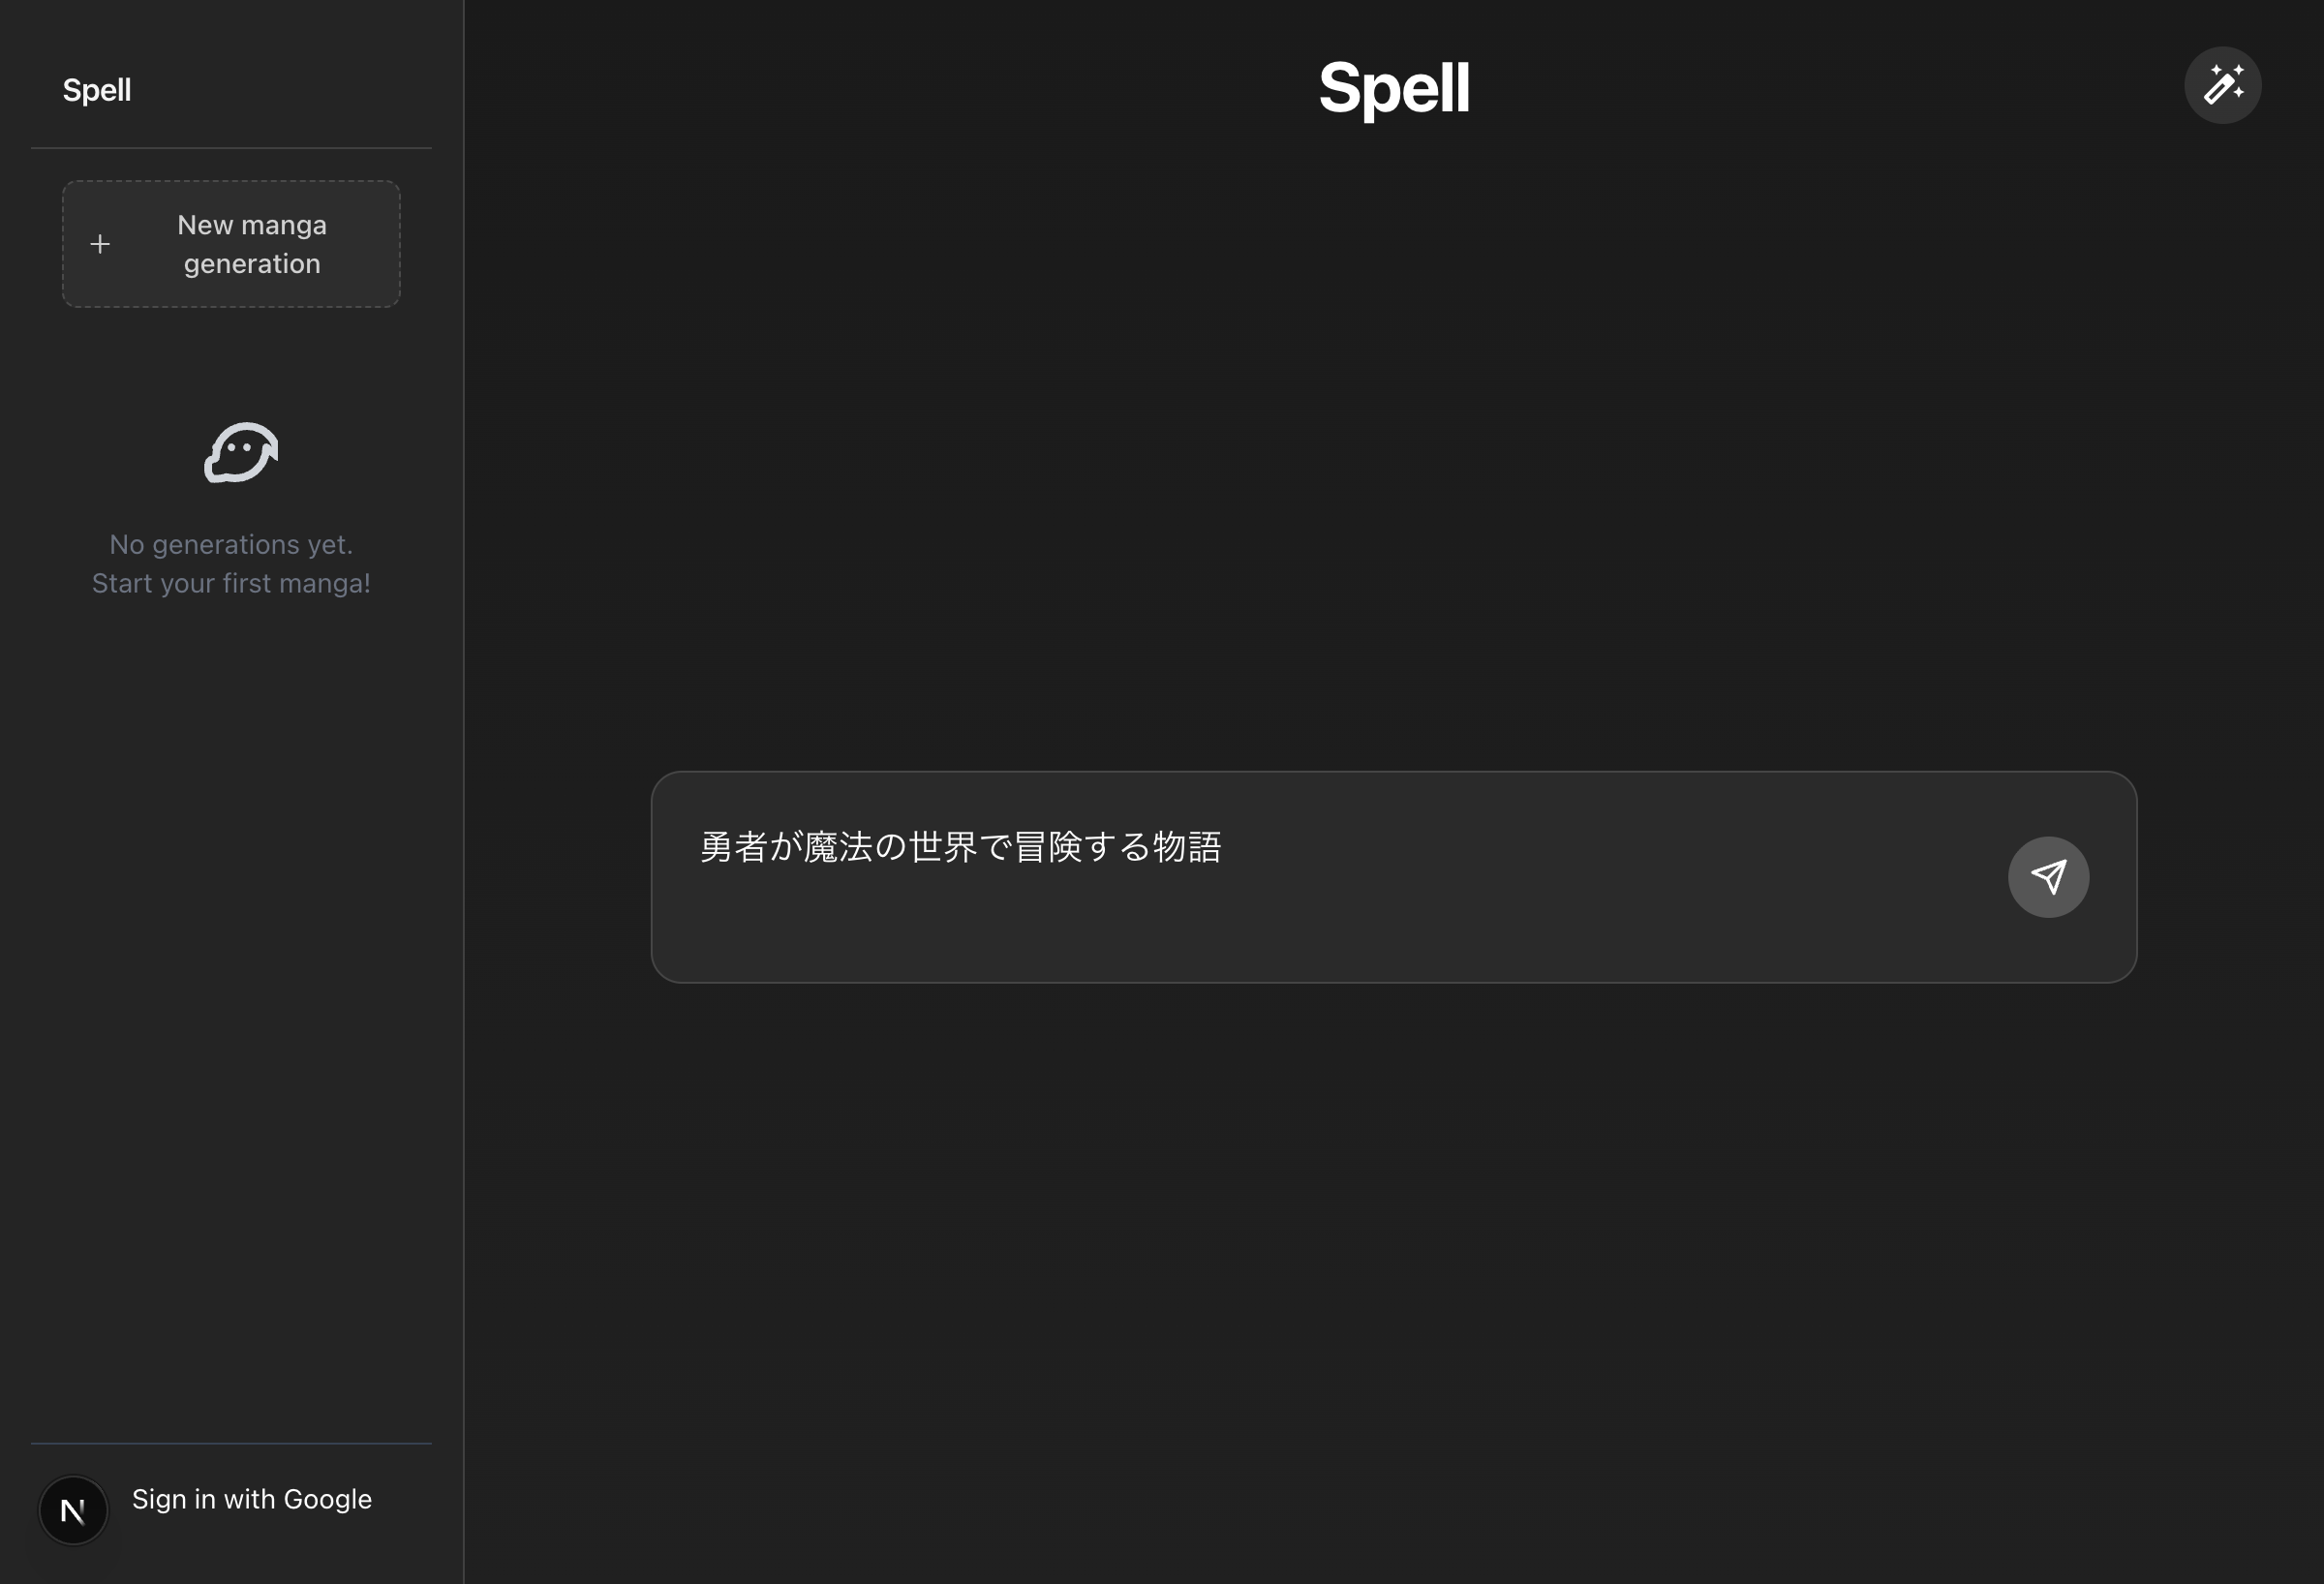 Spell
New manga
generation
No generations yet.
Start your first manga!
Sign in with Google
N
Spell
勇者が魔法の世界で冒険する物語